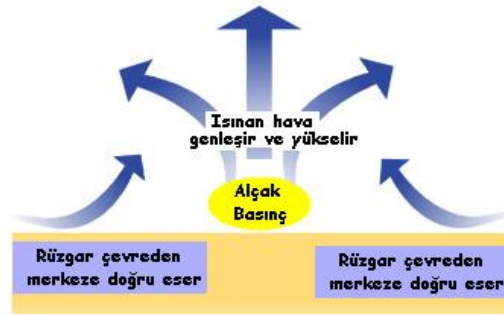 Isınan hava
genleşir ve yükselir
Alçak
Basınç
Rüzgar çevreden
merkeze doğru eser
Rüzgar çevreden
merkeze doğru eser